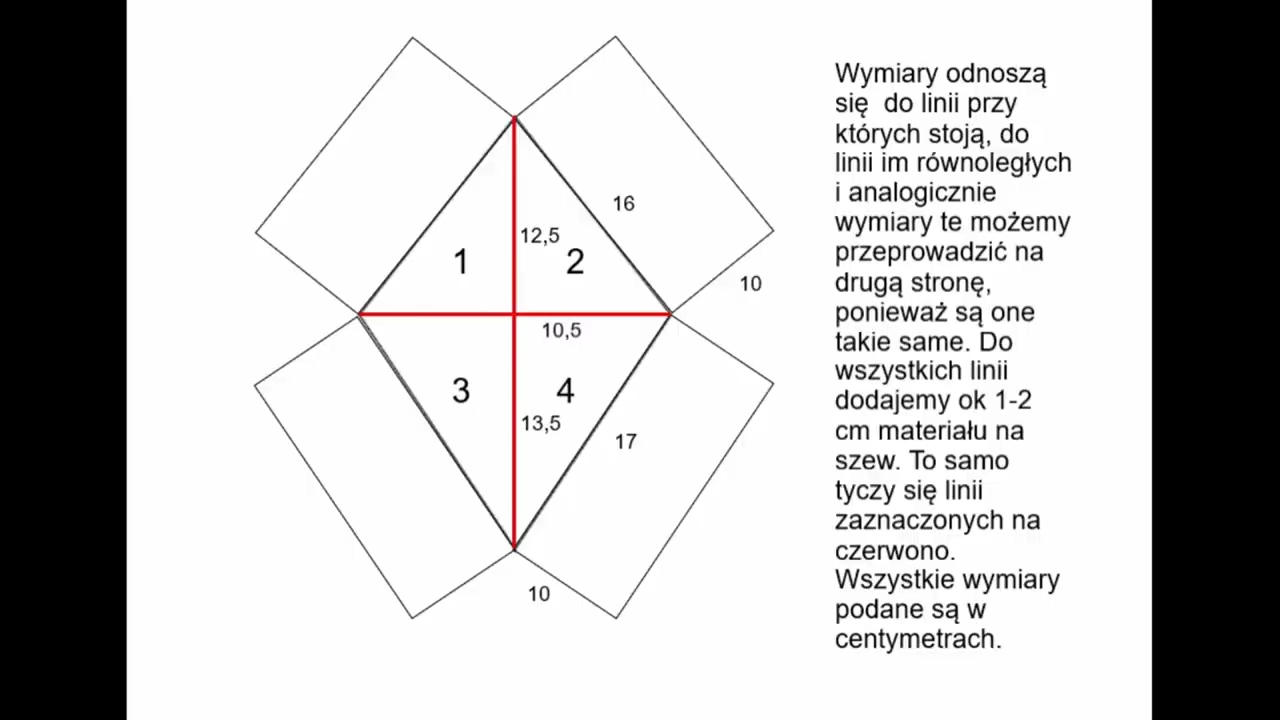 16
12,5
1
2
10
10,5
3
4
13,5
17
10
Wymiary odnoszą
się do linii przy
których stoją, do
linii im równoległych
i analogicznie
wymiary te możemy
przeprowadzić na
drugą stronę,
ponieważ są one
takie same. Do
wszystkich linii
dodajemy ok 1-2
cm materiału na
szew. To samo
tyczy się linii
zaznaczonych na
czerwono.
Wszystkie wymiary
podane są w
centymetrach.